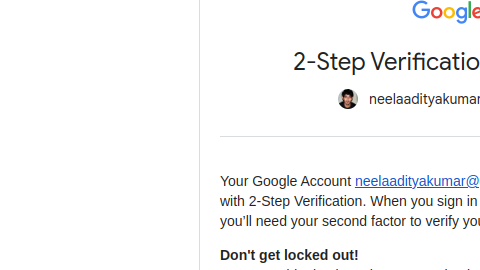 Google
2-Step Verificatio
neelaadityakumar
Your Google Account neelaadityakumar@
with 2-Step Verification. When you sign in
you'll need your second factor to verify you
Don't get locked out!